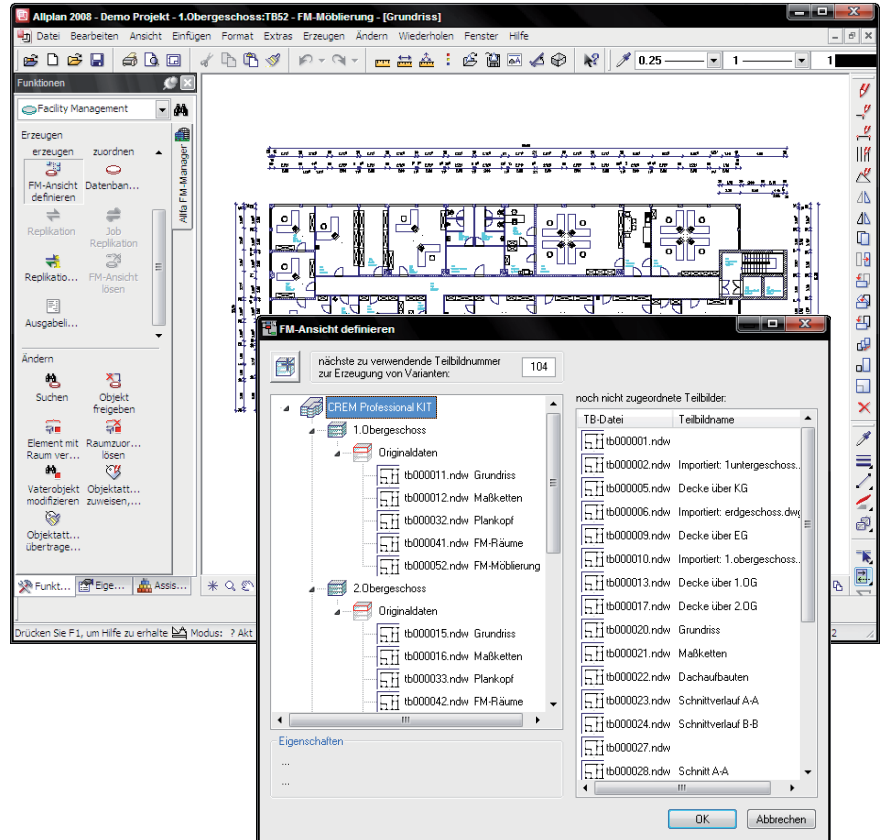 Allplan 2008 - Demo Projekt - 1.Obergeschoss:TB52 - FM-Möblierung - [Grundriss]
Datei Bearbeiten Ansicht Einfügen Format Extras Erzeugen Ändern Wiederholen Fenster Hilfe
0.25 1 1
Funktionen
Facility Management
Allfa FM-Manager
Erzeugen
erzeugen zuordnen
FM-Ansicht definieren
Datenban...
Replikation
Job Replikation
Replikatio...
FM-Ansicht lösen
Ausgabeli...
Ändern
Suchen
Objekt freigeben
Element mit Raum ver...
Raumzuor... lösen
Vaterobjekt modifizieren
Objektatt... zuweisen,...
Objektatt... übertrage...
Funkt... Eige... Assis...
Drücken Sie F1, um Hilfe zu erhalte Modus: ? Akt
2
FM-Ansicht definieren
nächste zu verwendende Teilbildnummer
zur Erzeugung von Varianten: 104
CREM Professional KIT
1.Obergeschoss
Originaldaten
tb000011.ndw Grundriss
tb000012.ndw Maßketten
tb000032.ndw Plankopf
tb000041.ndw FM-Räume
tb000052.ndw FM-Möblierung
2.Obergeschoss
Originaldaten
tb000015.ndw Grundriss
tb000016.ndw Maßketten
tb000033.ndw Plankopf
tb000042.ndw FM-Räume
Eigenschaften
...
...
noch nicht zugeordnete Teilbilder:
TB-Datei Teilbildname
tb000001.ndw
tb000002.ndw Importiert: 1untergeschoss..
tb000005.ndw Decke über KG
tb000006.ndw Importiert: erdgeschoss.dwg
tb000009.ndw Decke über EG
tb000010.ndw Importiert: 1.obergeschoss..
tb000013.ndw Decke über 1.OG
tb000017.ndw Decke über 2.OG
tb000020.ndw Grundriss
tb000021.ndw Maßketten
tb000022.ndw Dachaufbauten
tb000023.ndw Schnittverlauf A-A
tb000024.ndw Schnittverlauf B-B
tb000027.ndw
tb000028.ndw Schnitt A-A
OK Abbrechen